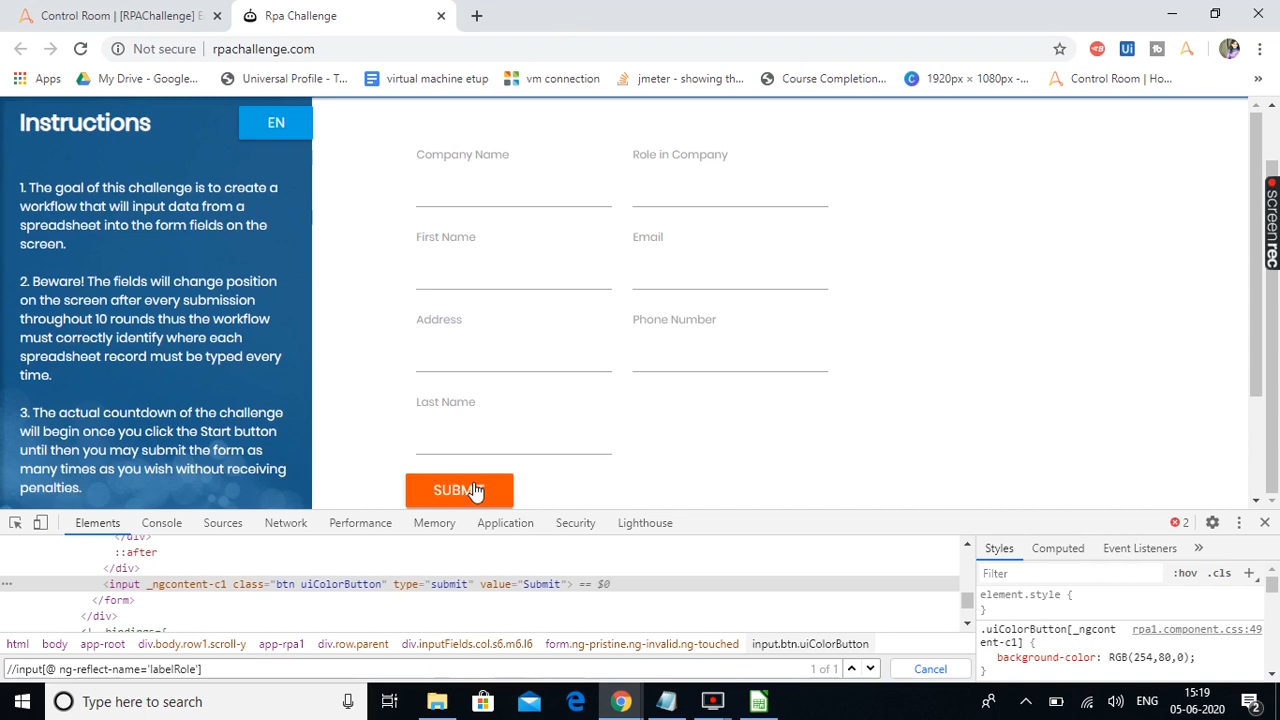 Control Room | [RPAChallenge] E
Rpa Challenge
Not secure
rpachallenge.com
Apps
My Drive - Google...
Universal Profile - T...
virtual machine etup
vm connection
jmeter - showing th...
Course Completion...
1920px × 1080px –...
Control Room | Ho...
Instructions
EN
1. The goal of this challenge is to create a
workflow that will input data from a
spreadsheet into the form fields on the
screen.
2. Beware! The fields will change position
on the screen after every submission
throughout 10 rounds thus the workflow
must correctly identify where each
spreadsheet record must be typed every
time.
3. The actual countdown of the challenge
will begin once you click the Start button
until then you may submit the form as
many times as you wish without receiving
penalties.
Company Name
Role in Company
First Name
Email
Address
Phone Number
Last Name
SUBMIT
Screenrec
Elements
Console
Sources
Network
Performance
Memory
Application
Security
Lighthouse
2
</div>
::after
</div>
<input _ngcontent-c1 class="btn uiColorButton" type="submit" value="Submit"> == $0
</form>
</div>
<!--bindings={
html body app-root div.body.row1.scroll-y app-rpa1 div.row.parent div.inputFields.col.s6.m6.l6 form.ng-pristine.ng-invalid.ng-touched input.btn.uiColorButton
//input[@ ng-reflect-name='labelRole']
1 of 1
Cancel
Styles
Computed
Event Listeners
Filter
:hov .cls
element.style {
}
.uiColorButton[_ngcont rpa1.component.css:49
ent-c1] {
background-color: RGB(254,80,0);
}
Type here to search
ENG
15:19
05-06-2020
2